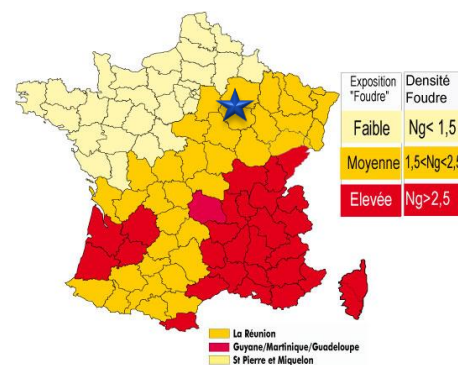 Exposition Densité
"Foudre" Foudre
Faible Ng< 1,5
Moyenne 1,5<Ng<2,5
Elevée Ng>2,5
La Réunion
Guyane/Martinique/Guadeloupe
St Pierre et Miquelon